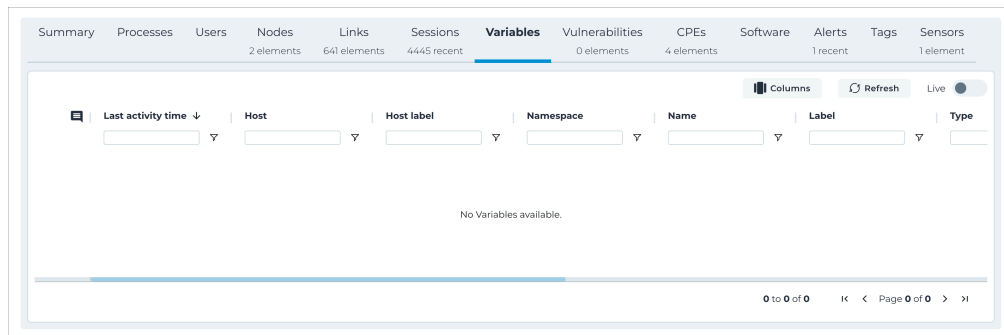 Summary Processes Users Nodes Links Sessions Variables Vulnerabilities CPEs Software Alerts Tags Sensors
2 elements 641 elements 4445 recent 0 elements 4 elements 1 recent 1 element
Columns Refresh Live
Last activity time Host Host label Namespace Name Label Type
No Variables available.
0 to 0 of 0 Page 0 of 0